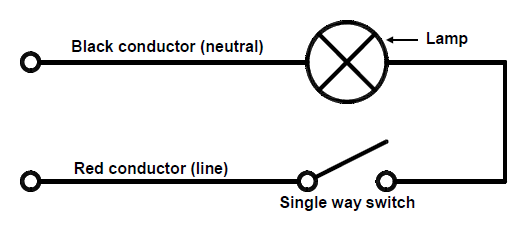 Black conductor (neutral)
Lamp
Red conductor (line)
Single way switch